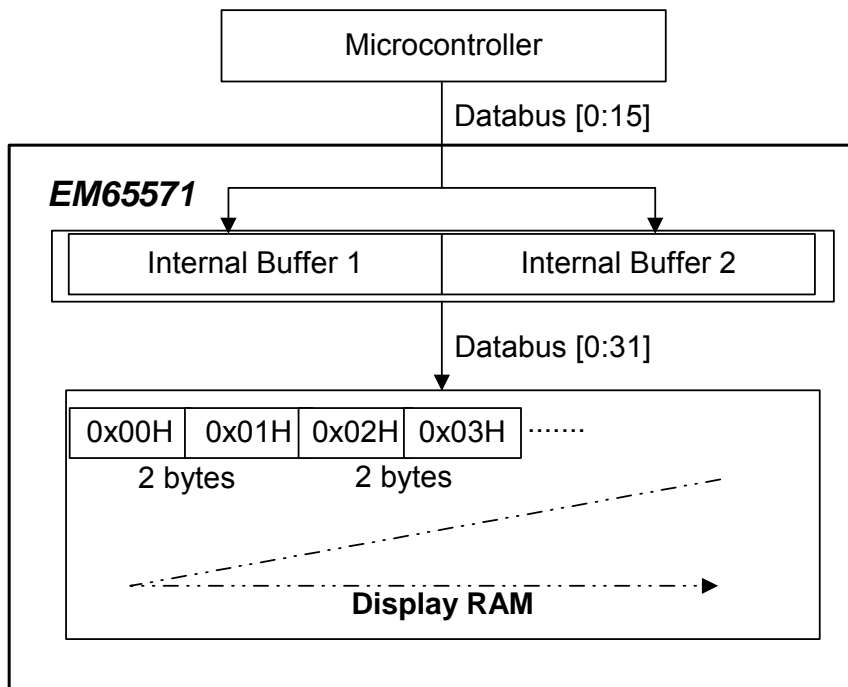 Microcontroller
Databus [0:15]
EM65571
Internal Buffer 1 Internal Buffer 2
Databus [0:31]
0x00H 0x01H 0x02H 0x03H .......
2 bytes 2 bytes
Display RAM